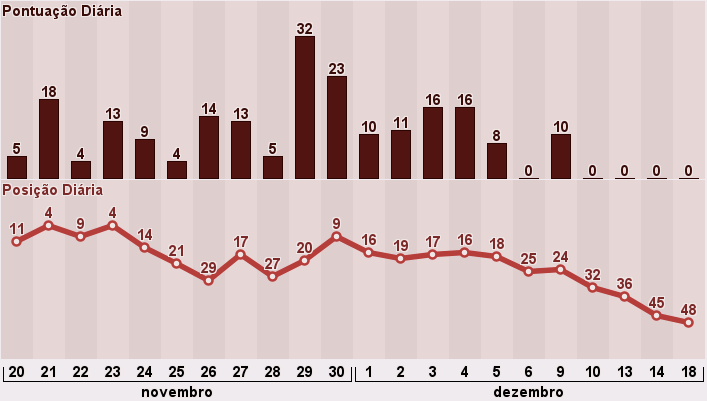 Pontuação Diária
5 18 4 13 9 4 14 13 5 32 23 10 11 16 16 8 0 10 0 0 0 0
Posição Diária
11 4 9 4 14 21 29 17 27 20 9 16 19 17 16 18 25 24 32 36 45 48
20 21 22 23 24 25 26 27 28 29 30 1 2 3 4 5 6 9 10 13 14 18
novembro dezembro